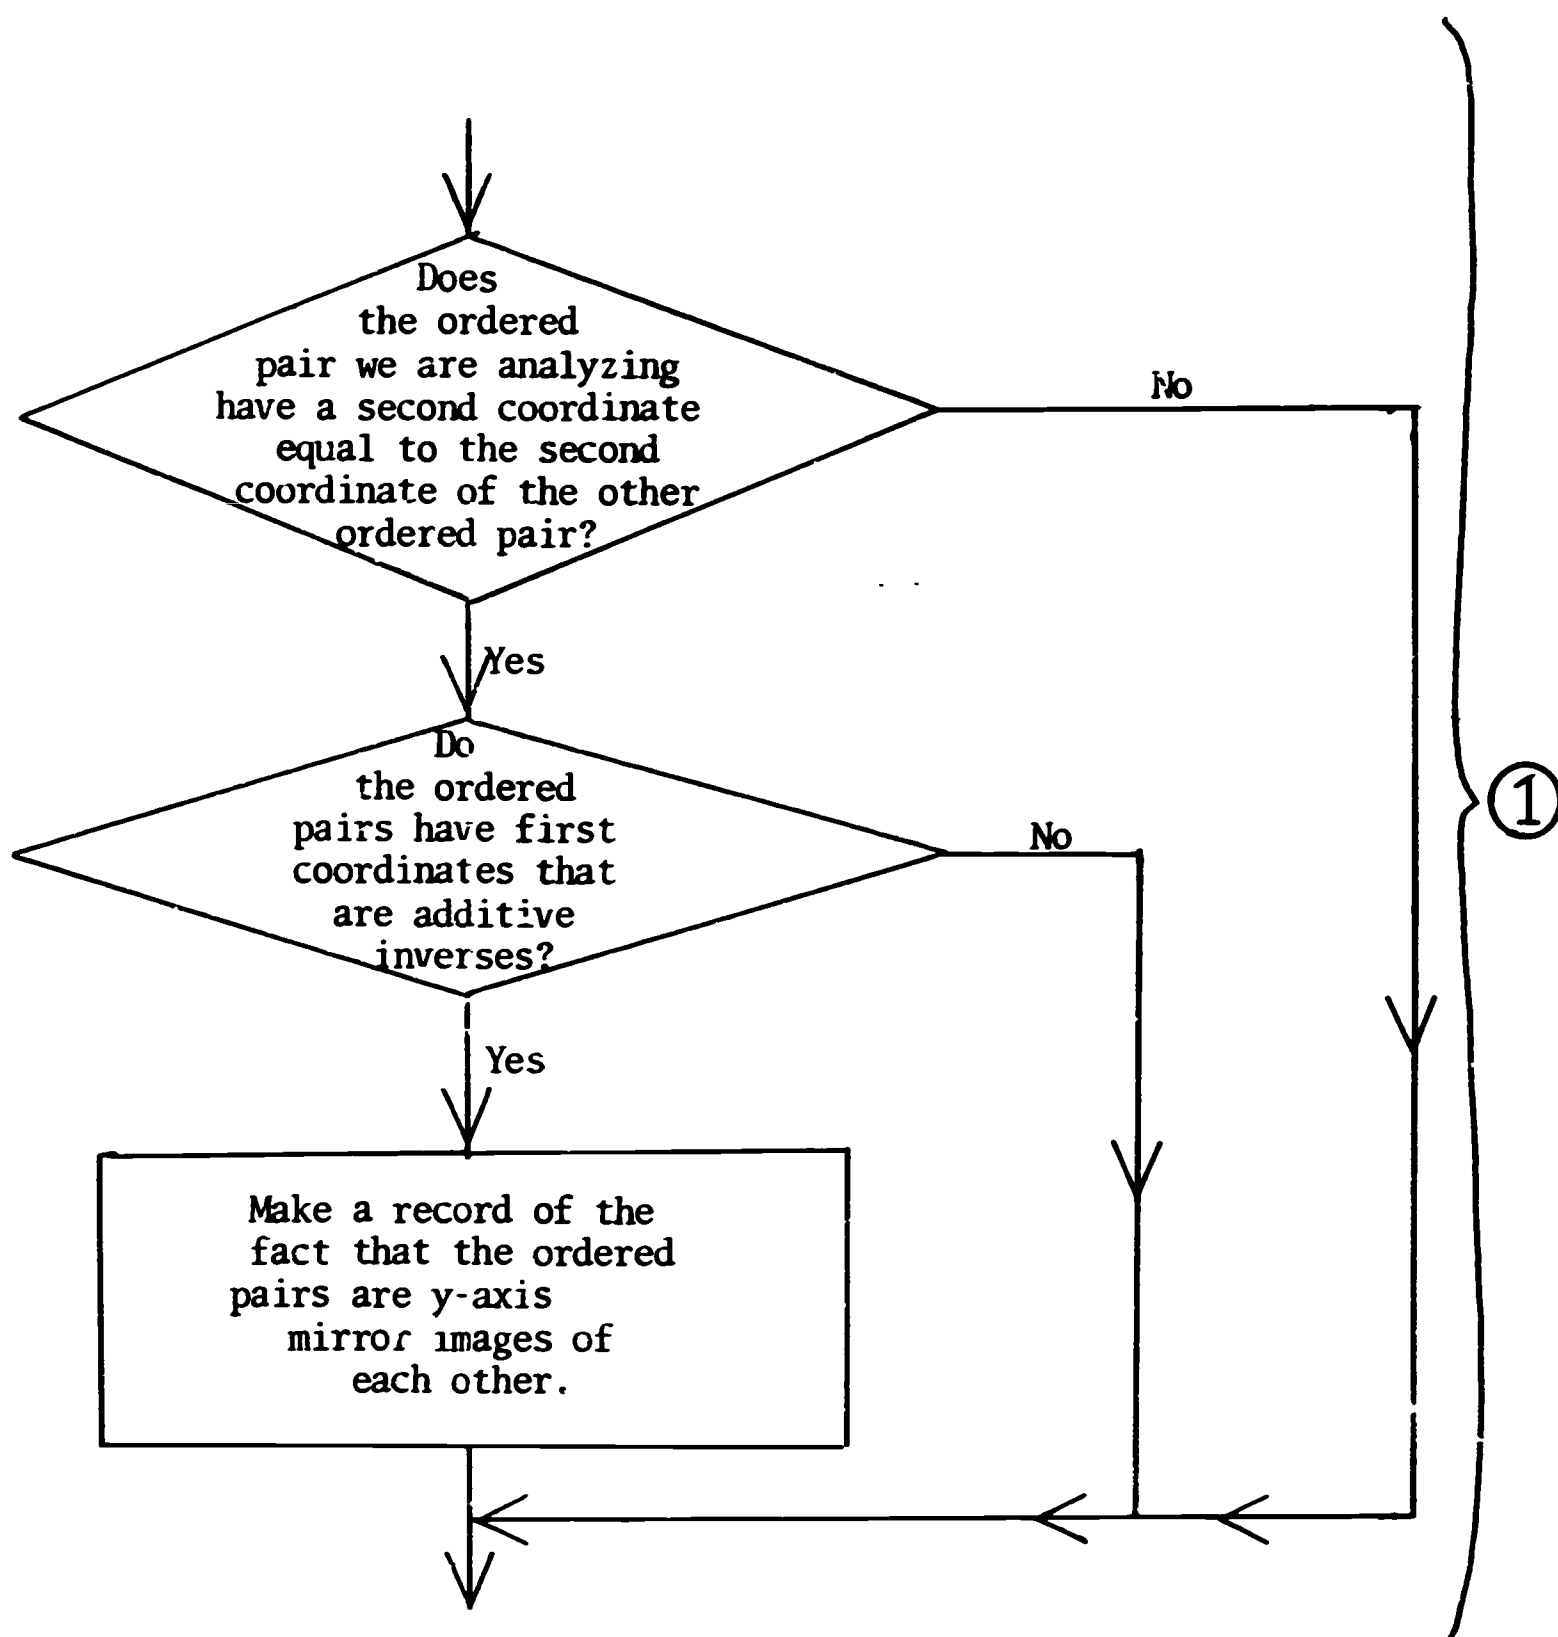 Does
the ordered
pair we are analyzing
have a second coordinate
equal to the second
coordinate of the other
ordered pair?
No
Yes
Do
the ordered
pairs have first
coordinates that
are additive
inverses?
No
1
Yes
Make a record of the
fact that the ordered
pairs are y-axis
mirror images of
each other.